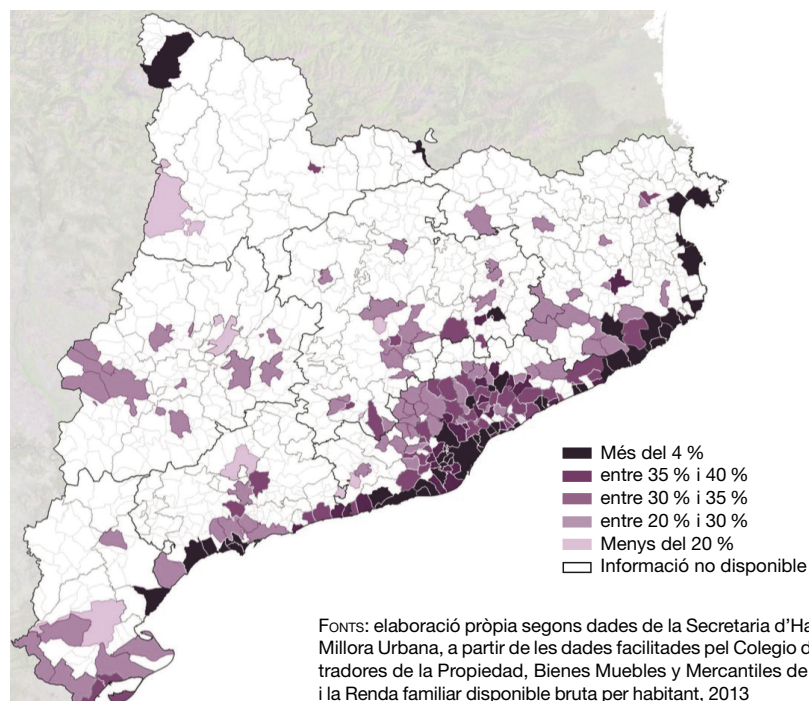 Més del 4 %
entre 35 % i 40 %
entre 30 % i 35 %
entre 20 % i 30 %
Menys del 20 %
Informació no disponible
FONTS: elaboració pròpia segons dades de la Secretaria d'Ha
Millora Urbana, a partir de les dades facilitades pel Colegio d
tradores de la Propiedad, Bienes Muebles y Mercantiles de
i la Renda familiar disponible bruta per habitant, 2013